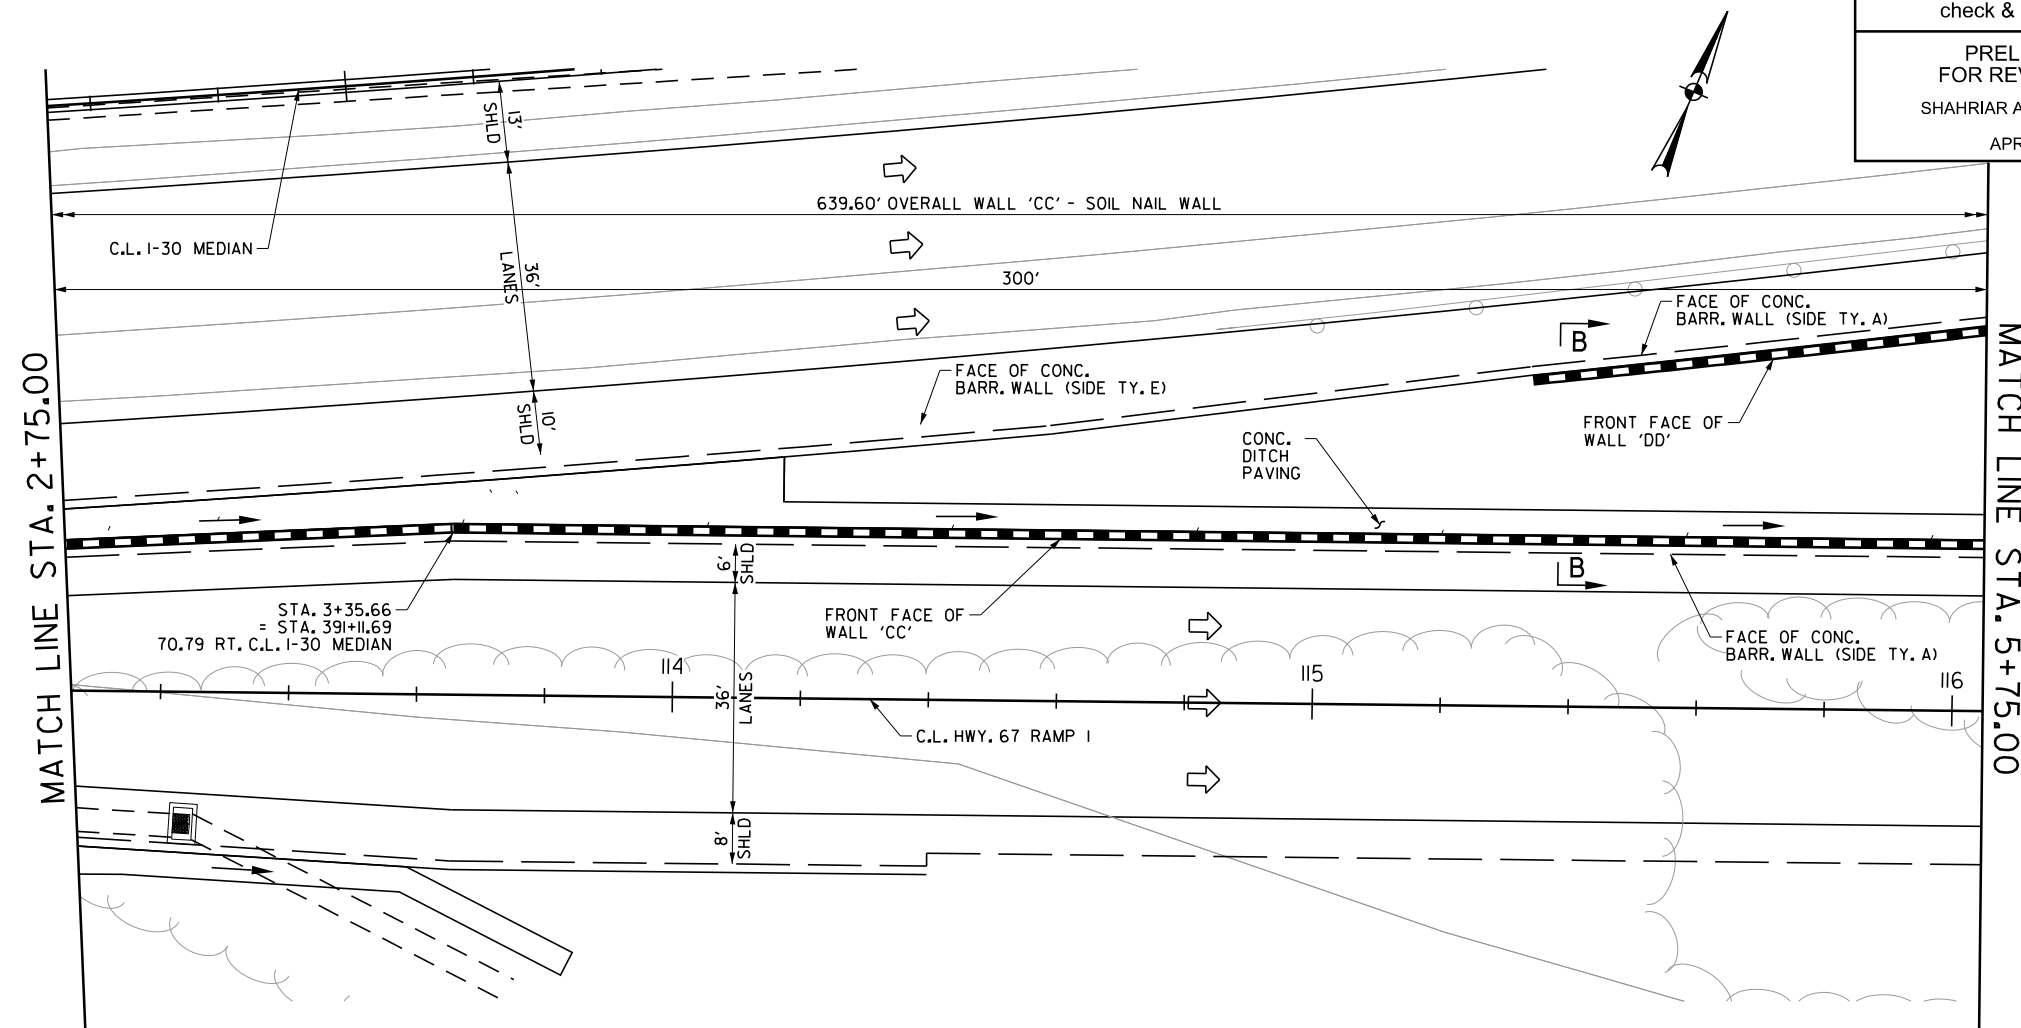 check &
PREL
FOR REV
SHAHRIAR A
APR
13'
SHLD
639.60' OVERALL WALL 'CC' - SOIL NAIL WALL
C.L. I-30 MEDIAN
36'
LANES
300'
FACE OF CONC.
BARR. WALL (SIDE TY. A)
B
FACE OF CONC.
BARR. WALL (SIDE TY. E)
10'
SHLD
FRONT FACE OF
WALL 'DD'
CONC.
DITCH
PAVING
MATCH LINE STA. 2+75.00
MATCH LINE STA. 5+75.00
6'
SHLD
B
STA. 3+35.66
= STA. 391+11.69
70.79 RT. C.L. I-30 MEDIAN
FRONT FACE OF
WALL 'CC'
FACE OF CONC.
BARR. WALL (SIDE TY. A)
114
115
116
36'
LANES
C.L. HWY. 67 RAMP 1
8'
SHLD